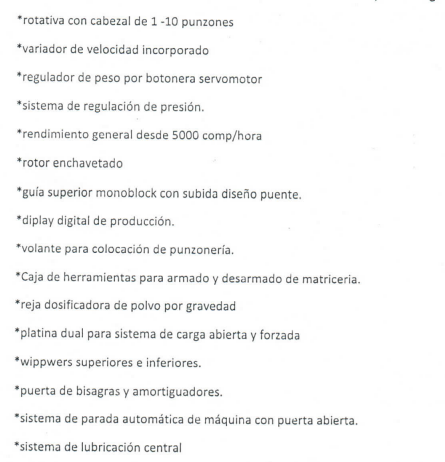 *rotativa con cabezal de 1 -10 punzones
*variador de velocidad incorporado
*regulador de peso por botonera servomotor
*sistema de regulación de presión.
*rendimiento general desde 5000 comp/hora
*rotor enchavetado
*guía superior monoblock con subida diseño puente.
*diplay digital de producción.
*volante para colocación de punzonería.
*Caja de herramientas para armado y desarmado de matriceria.
*reja dosificadora de polvo por gravedad
*platina dual para sistema de carga abierta y forzada
*wippwers superiores e inferiores.
*puerta de bisagras y amortiguadores.
*sistema de parada automática de máquina con puerta abierta.
*sistema de lubricación central